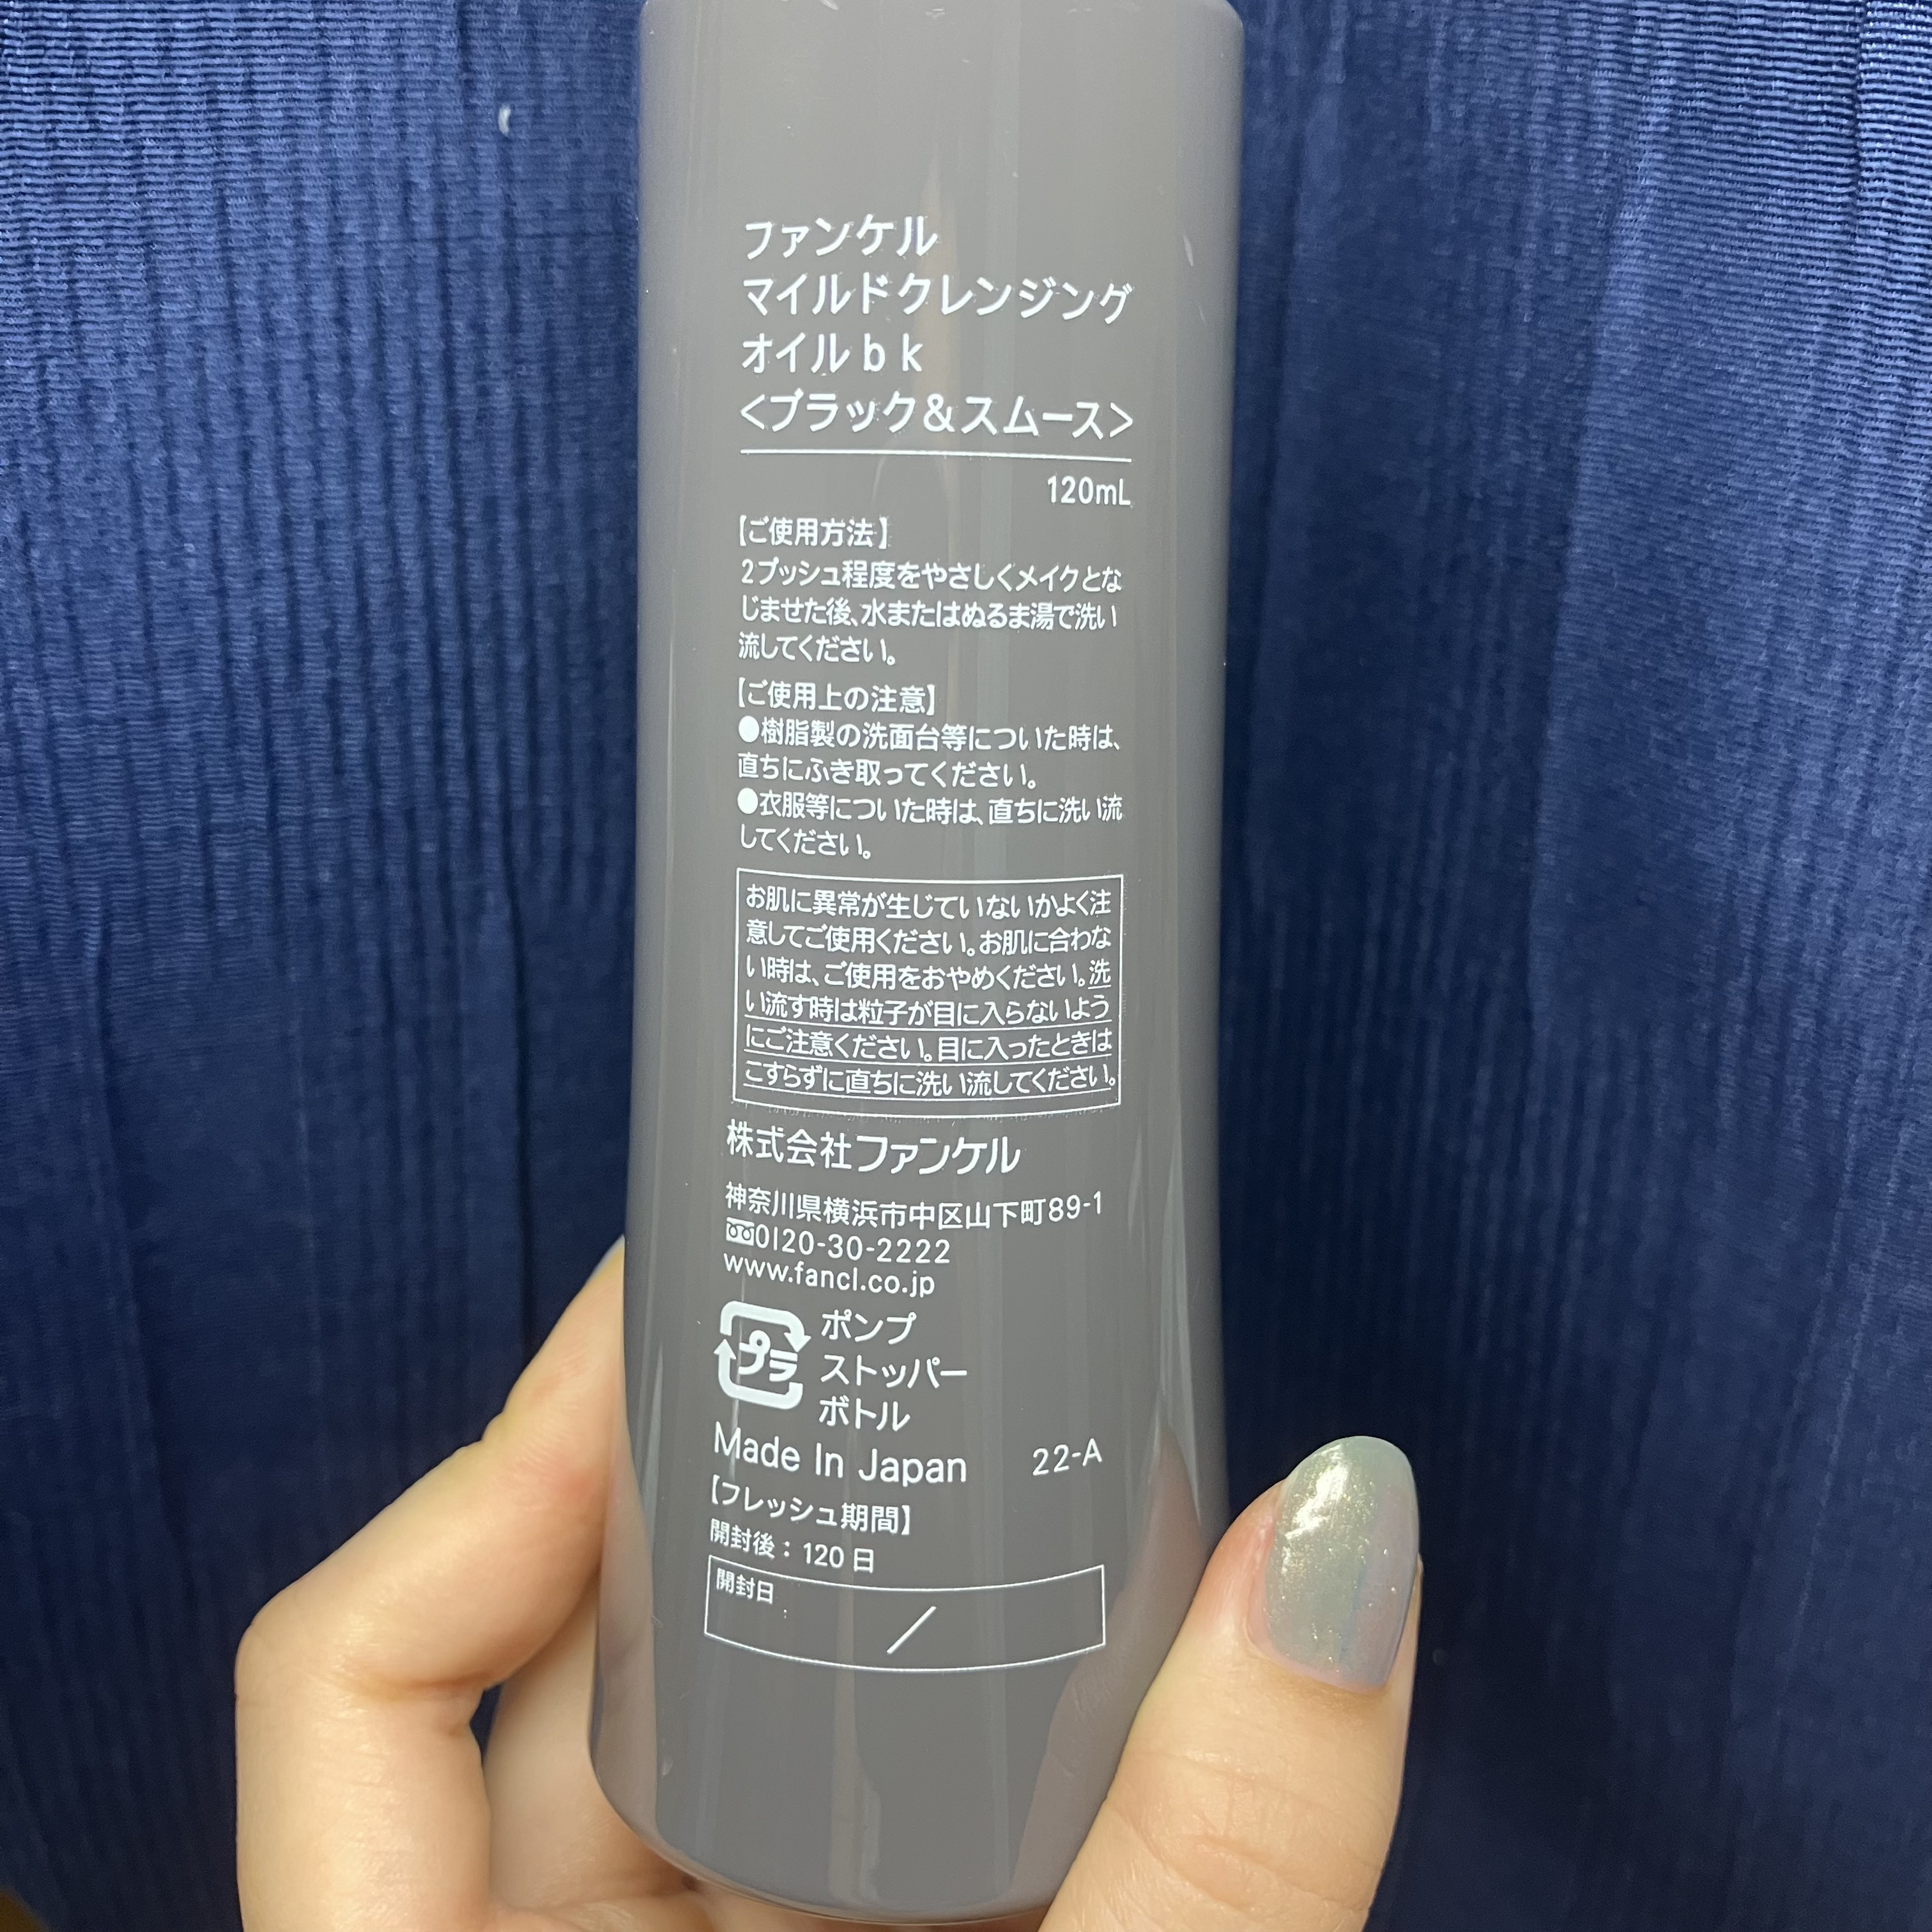 ファンケル
マイルドクレンジング
オイルbk
<ブラック&スムース>
120mL
【ご使用方法】
2プッシュ程度をやさしくメイクとな
じませた後、水またはぬるま湯で洗い
流してください。
【ご使用上の注意】
●樹脂製の洗面台等についた時は、
直ちにふき取ってください。
●衣服等についた時は、直ちに洗い流
してください。
お肌に異常が生じていないかよく注
意してご使用ください。お肌に合わな
い時は、ご使用をおやめください。洗
い流す時は粒子が目に入らないよう
にご注意ください。目に入ったときは
こすらずに直ちに洗い流してください。
株式会社ファンケル
神奈川県横浜市中区山下町89-1
0120-30-2222
www.fancl.co.jp
プラ
ポンプ
ストッパー
ボトル
Made In Japan 22-A
【フレッシュ期間】
開封後：120日
開封日 /